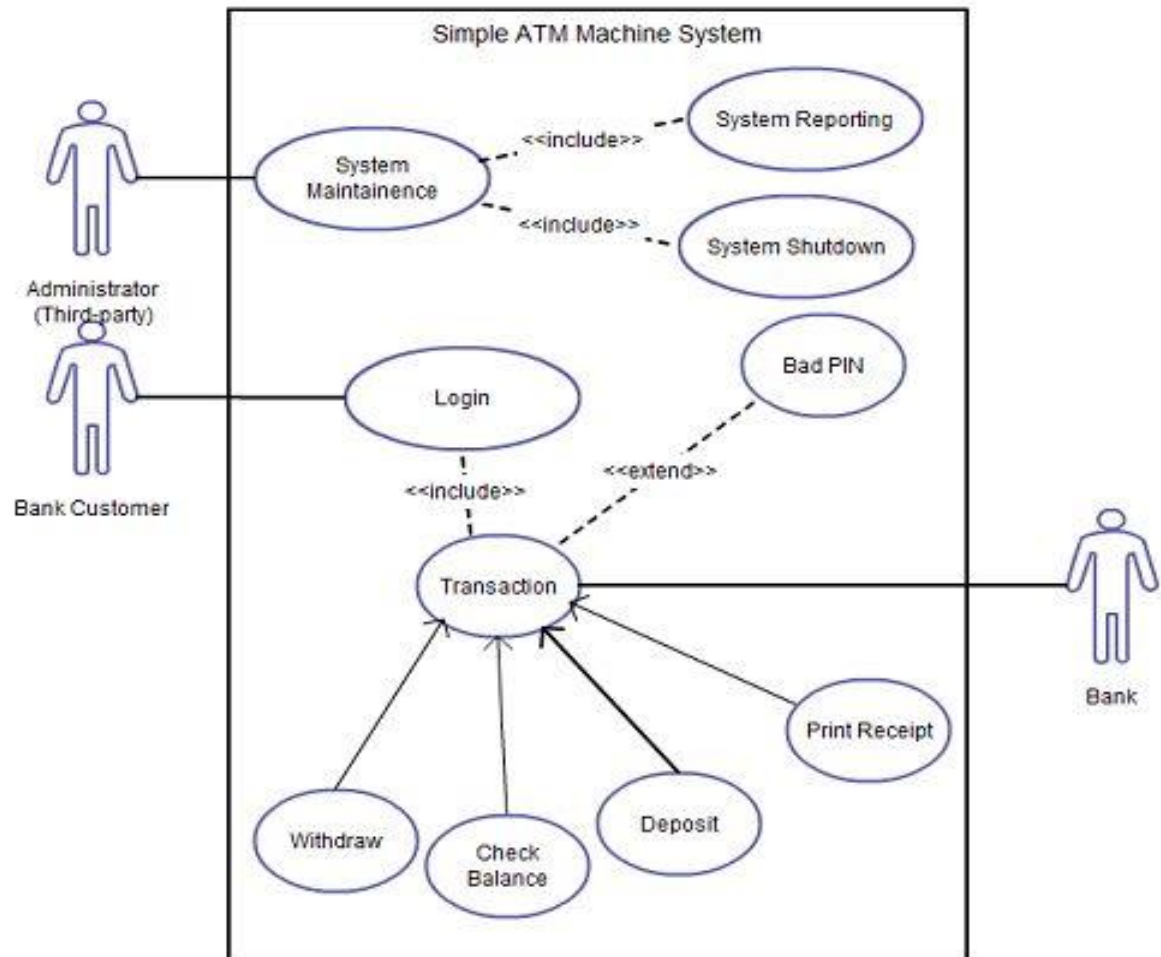 Simple ATM Machine System
System Reporting
<<include>>
System
Maintainence
<<include>>
System Shutdown
Administrator
(Third-party)
Bad PIN
Login
<<extend>>
<<include>>
Bank Customer
Transaction
Bank
Print Receipt
Deposit
Withdraw
Check
Balance